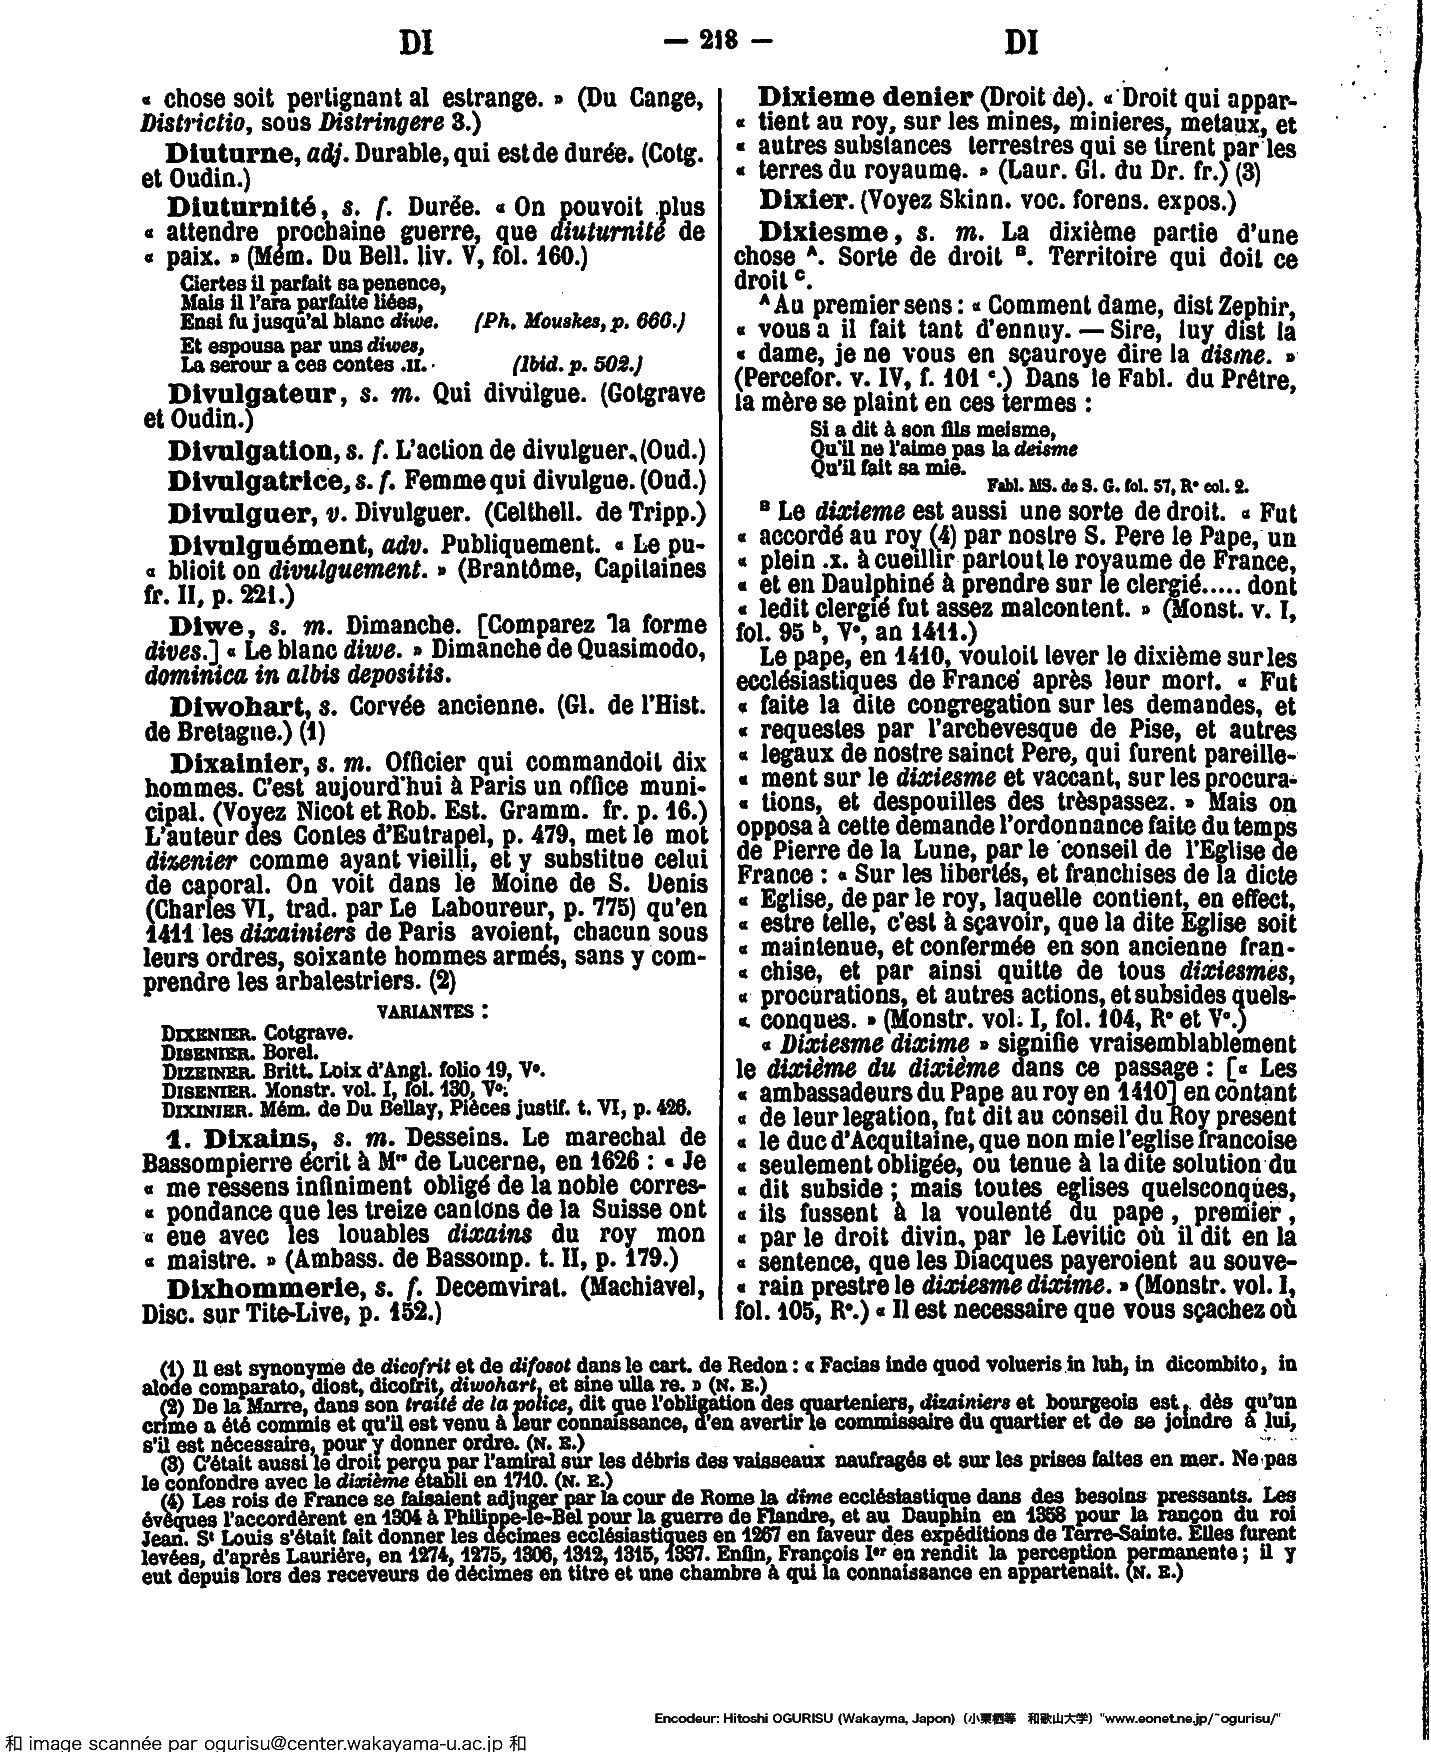 DI — 218 — DI
« chose soit pertignant al estrange. » (Du Cange,
Districtio, sous Distringere 3.)
Diuturne, adj. Durable, qui est de durée. (Cotg.
et Oudin.)
Diuturnité, s. f. Durée. « On pouvoit plus
« attendre prochaine guerre, que diuturnité de
« paix. » (Mém. Du Bell. liv. V, fol. 160.)
Ciertes il parfait sa penence,
Mais il l'ara parfaite liées,
Ensi fu jusqu'al blanc diwe. (Ph. Mouskes, p. 660.)
Et espousa par uns diwes,
La serour a ces contes .II. (Ibid. p. 502.)
Divulgateur, s. m. Qui divulgue. (Cotgrave
et Oudin.)
Divulgation, s. f. L'action de divulguer. (Oud.)
Divulgatrice, s. f. Femme qui divulgue. (Oud.)
Divulguer, v. Divulguer. (Celthell. de Tripp.)
Divulguément, adv. Publiquement. « Le pu-
« blioit on divulguement. » (Brantôme, Capitaines
fr. II, p. 221.)
Diwe, s. m. Dimanche. [Comparez la forme
dives.] « Le blanc diwe. » Dimanche de Quasimodo,
dominica in albis depositis.
Diwohart, s. Corvée ancienne. (Gl. de l'Hist.
de Bretagne.) (1)
Dixainier, s. m. Officier qui commandoit dix
hommes. C'est aujourd'hui à Paris un office muni-
cipal. (Voyez Nicot et Rob. Est. Gramm. fr. p. 16.)
L'auteur des Contes d'Eutrapel, p. 479, met le mot
dizenier comme ayant vieilli, et y substitue celui
de caporal. On voit dans le Moine de S. Denis
(Charles VI, trad. par Le Laboureur, p. 775) qu'en
1411 les dixainiers de Paris avoient, chacun sous
leurs ordres, soixante hommes armés, sans y com-
prendre les arbalestriers. (2)
VARIANTES :
DIXENIER. Cotgrave.
DISENIER. Borel.
DIZEINER. Britt. Loix d'Angl. folio 19, V°.
DISENIER. Monstr. vol. I, fol. 130, V°.
DIXINIER. Mém. de Du Bellay, Pièces justif. t. VI, p. 426.
1. Dixains, s. m. Desseins. Le marechal de
Bassompierre écrit à Mrs de Lucerne, en 1626 : « Je
« me ressens infiniment obligé de la noble corres-
« pondance que les treize cantons de la Suisse ont
« eue avec les louables dixains du roy mon
« maistre. » (Ambass. de Bassomp. t. II, p. 179.)
Dixhommerie, s. f. Decemvirat. (Machiavel,
Disc. sur Tite-Live, p. 152.)
Dixieme denier (Droit de). « Droit qui appar-
« tient au roy, sur les mines, minieres, metaux, et
« autres substances terrestres qui se tirent par les
« terres du royaume. » (Laur. Gl. du Dr. fr.) (3)
Dixier. (Voyez Skinn. voc. forens. expos.)
Dixiesme, s. m. La dixième partie d'une
chose A. Sorte de droit B. Territoire qui doit ce
droit C.
A Au premier sens : « Comment dame, dist Zephir,
« vous a il fait tant d'ennuy. — Sire, luy dist la
« dame, je ne vous en sçauroye dire la disme. »
(Percefor. v. IV, f. 101 c.) Dans le Fabl. du Prêtre,
la mère se plaint en ces termes :
Si a dit à son fils meisme,
Qu'il ne l'aime pas la deisme
Qu'il fait sa mie.
Fabl. MS. de S. G. fol. 57, R° col. 2.
B Le dixieme est aussi une sorte de droit. « Fut
« accordé au roy (4) par nostre S. Pere le Pape, un
« plein .x. à cueillir partout le royaume de France,
« et en Daulphiné à prendre sur le clergié..... dont
« ledit clergié fut assez malcontent. » (Monst. v. I,
fol. 95 b, V°, an 1411.)
Le pape, en 1410, vouloit lever le dixième sur les
ecclésiastiques de France après leur mort. « Fut
« faite la dite congregation sur les demandes, et
« requestes par l'archevesque de Pise, et autres
« legaux de nostre sainct Pere, qui furent pareille-
« ment sur le dixiesme et vaccant, sur les procura-
« tions, et despouilles des trèspassez. » Mais on
opposa à cette demande l'ordonnance faite du temps
de Pierre de la Lune, par le conseil de l'Eglise de
France : « Sur les libertés, et franchises de la dicte
« Eglise, de par le roy, laquelle contient, en effect,
« estre telle, c'est à sçavoir, que la dite Eglise soit
« maintenue, et confermée en son ancienne fran-
« chise, et par ainsi quitte de tous dixiesmes,
« procurations, et autres actions, et subsides quels-
« conques. » (Monstr. vol. I, fol. 104, R° et V°.)
« Dixiesme dixime » signifie vraisemblablement
le dixième du dixième dans ce passage : [« Les
« ambassadeurs du Pape au roy en 1410] en contant
« de leur legation, fut dit au conseil du Roy present
« le duc d'Acquitaine, que non mie l'eglise francoise
« seulement obligée, ou tenue à la dite solution du
« dit subside ; mais toutes eglises quelsconques,
« ils fussent à la voulenté du pape, premier,
« par le droit divin, par le Levitic où il dit en la
« sentence, que les Diacques payeroient au souve-
« rain prestre le dixiesme dixime. » (Monstr. vol. I,
fol. 105, R°.) « Il est necessaire que vous sçachez où
(1) Il est synonyme de dicofrit et de difosot dans le cart. de Redon : « Facias inde quod volueris in luh, in dicombito, in
alode comparato, diost, dicofrit, diwohart, et sine ulla re. » (N. E.)
(2) De la Marre, dans son traité de la police, dit que l'obligation des quarteniers, dizainiers et bourgeois est, dès qu'un
crime a été commis et qu'il est venu à leur connaissance, d'en avertir le commissaire du quartier et de se joindre à lui,
s'il est nécessaire, pour y donner ordre. (N. E.)
(3) C'était aussi le droit perçu par l'amiral sur les débris des vaisseaux naufragés et sur les prises faites en mer. Ne pas
le confondre avec le dixième établi en 1710. (N. E.)
(4) Les rois de France se faisaient adjuger par la cour de Rome la dîme ecclésiastique dans des besoins pressants. Les
évêques l'accordèrent en 1304 à Philippe-le-Bel pour la guerre de Flandre, et au Dauphin en 1358 pour la rançon du roi
Jean. St Louis s'était fait donner les décimes ecclésiastiques en 1267 en faveur des expéditions de Terre-Sainte. Elles furent
levées, d'après Laurière, en 1274, 1275, 1306, 1312, 1315, 1337. Enfin, François Ier en rendit la perception permanente ; il y
eut depuis lors des receveurs de décimes en titre et une chambre à qui la connaissance en appartenait. (N. E.)
Encodeur: Hitoshi OGURISU (Wakayma, Japon) (小栗栖等 和歌山大学) "www.eonet.ne.jp/~ogurisu/"
和 image scannée par ogurisu@center.wakayama-u.ac.jp 和